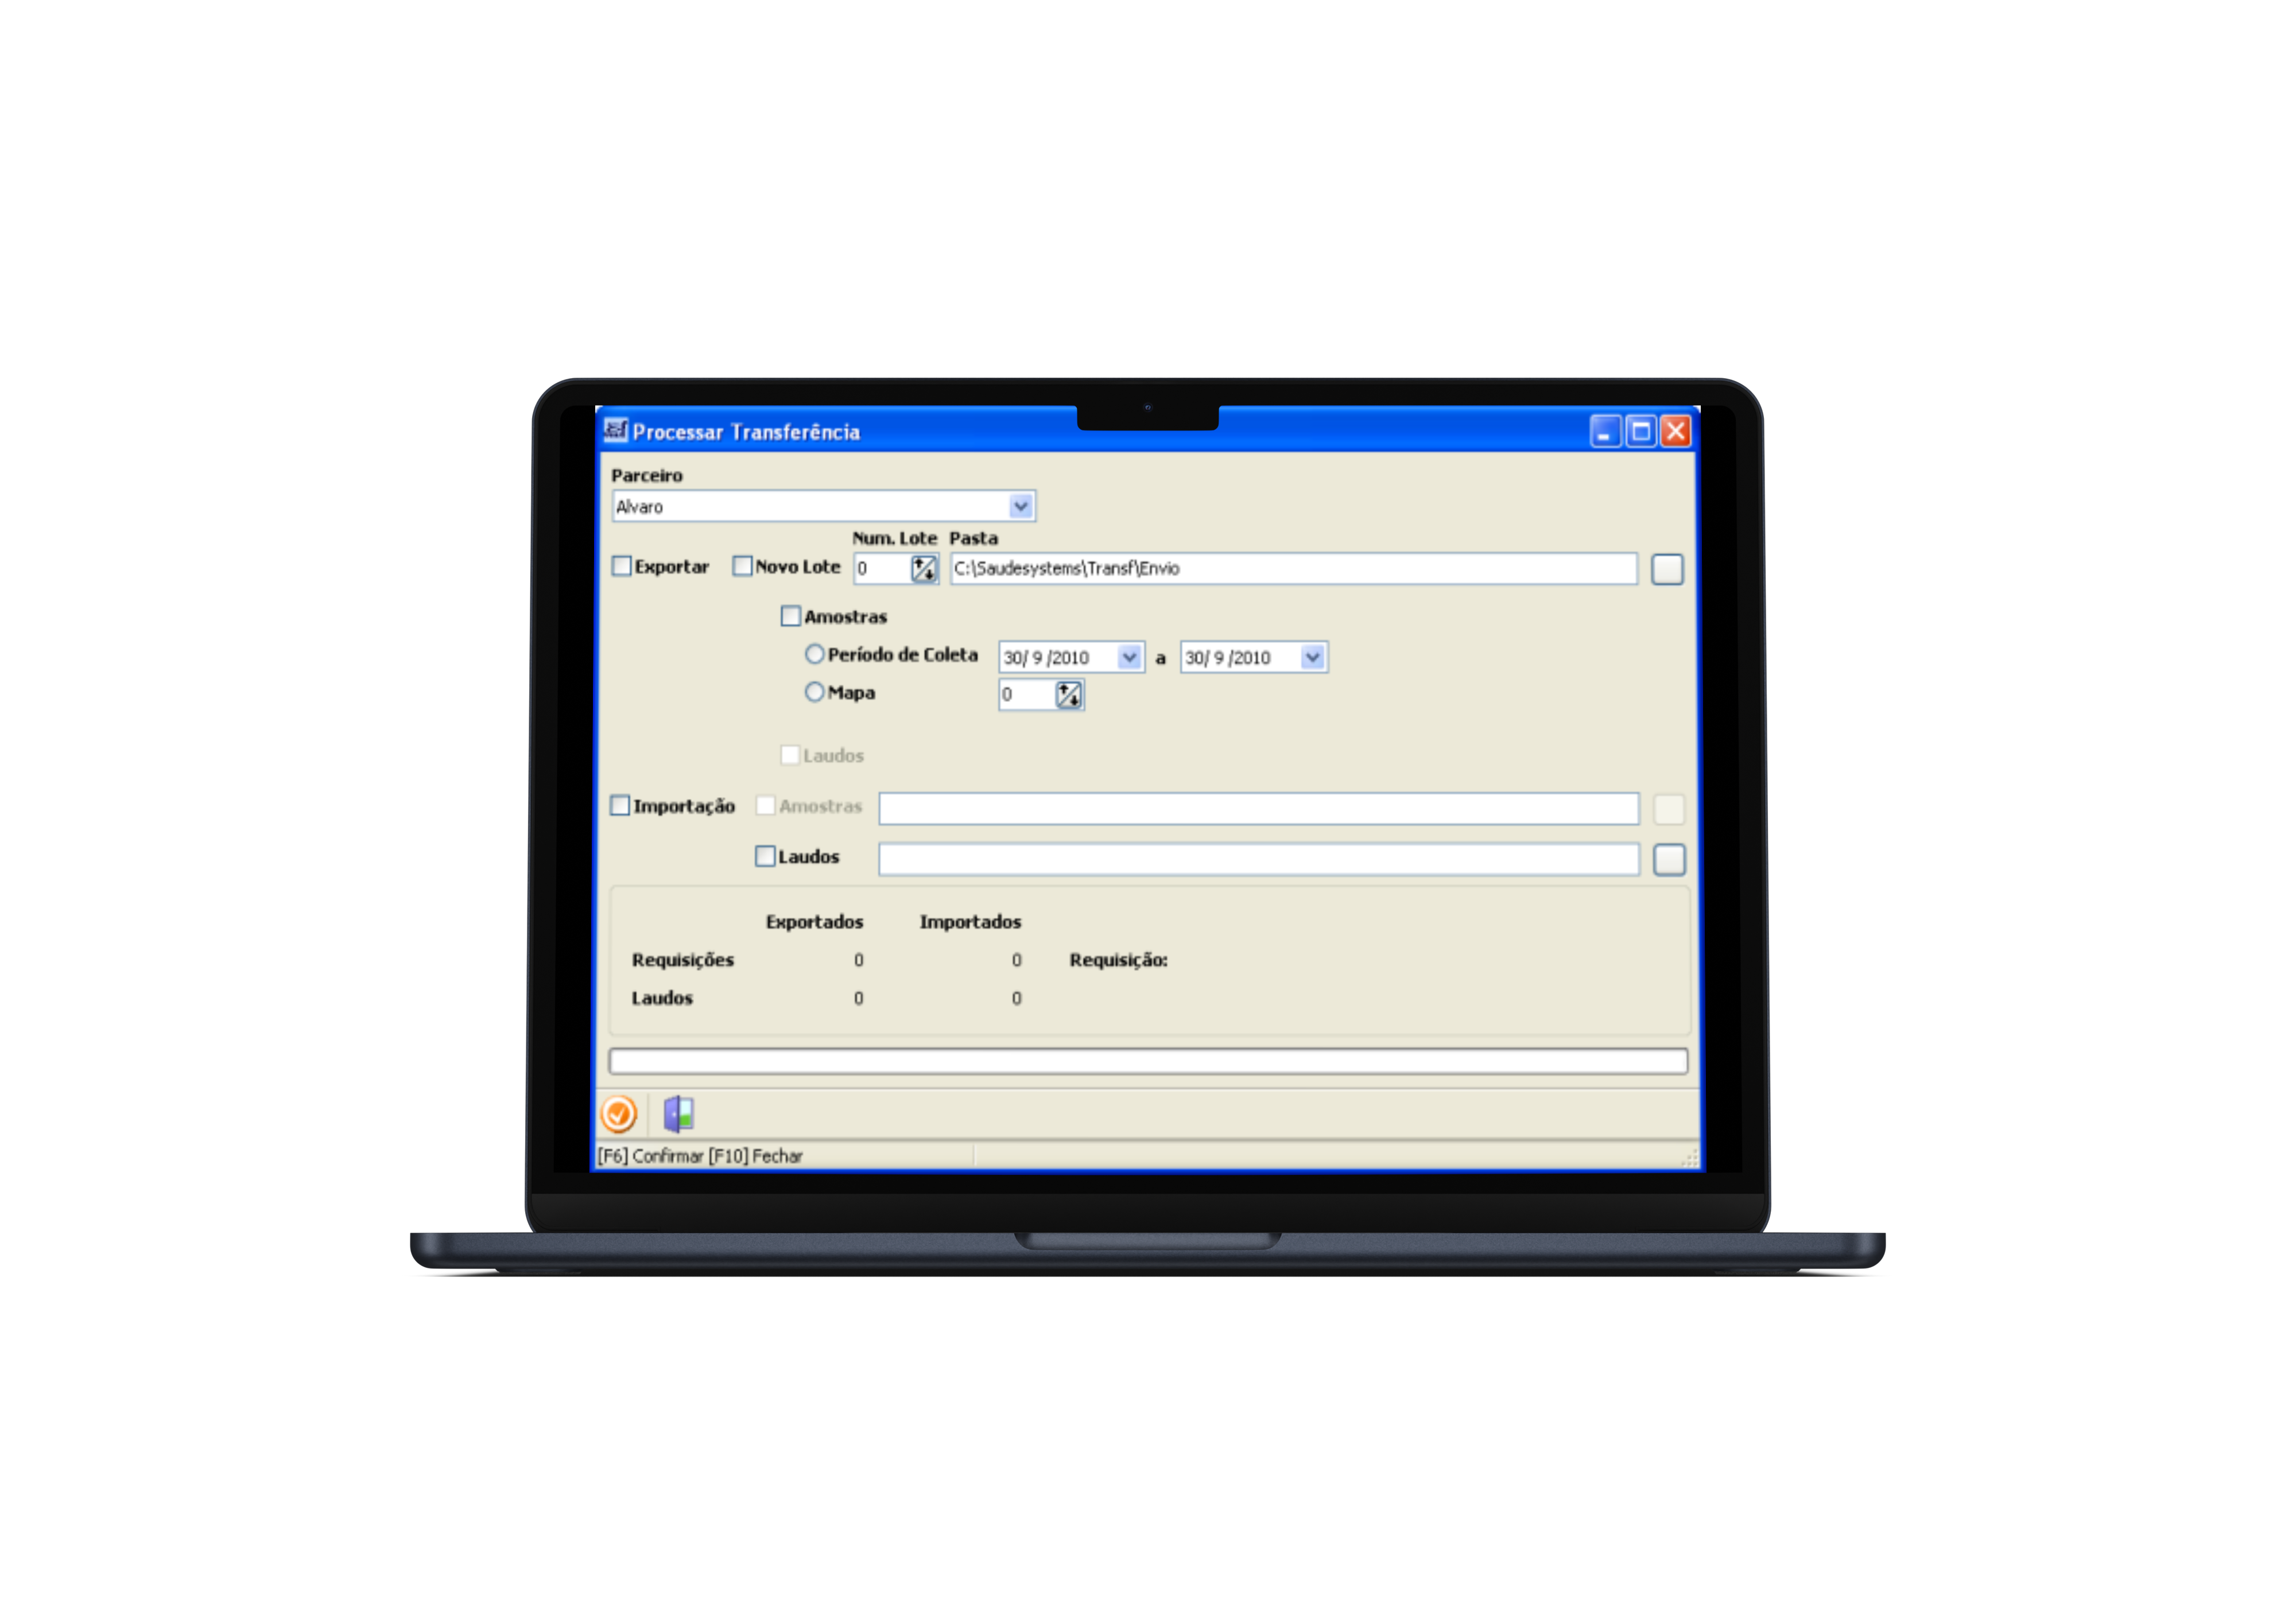 Processar Transferência
Parceiro
Alvaro
Num. Lote Pasta
Exportar Novo Lote 0 C:\Saudesystems\Transf\Envio
Amostras
Período de Coleta 30/ 9 /2010 a 30/ 9 /2010
Mapa 0
Laudos
Importação Amostras
Laudos
Exportados Importados
Requisições 0 0 Requisição:
Laudos 0 0
[F6] Confirmar [F10] Fechar